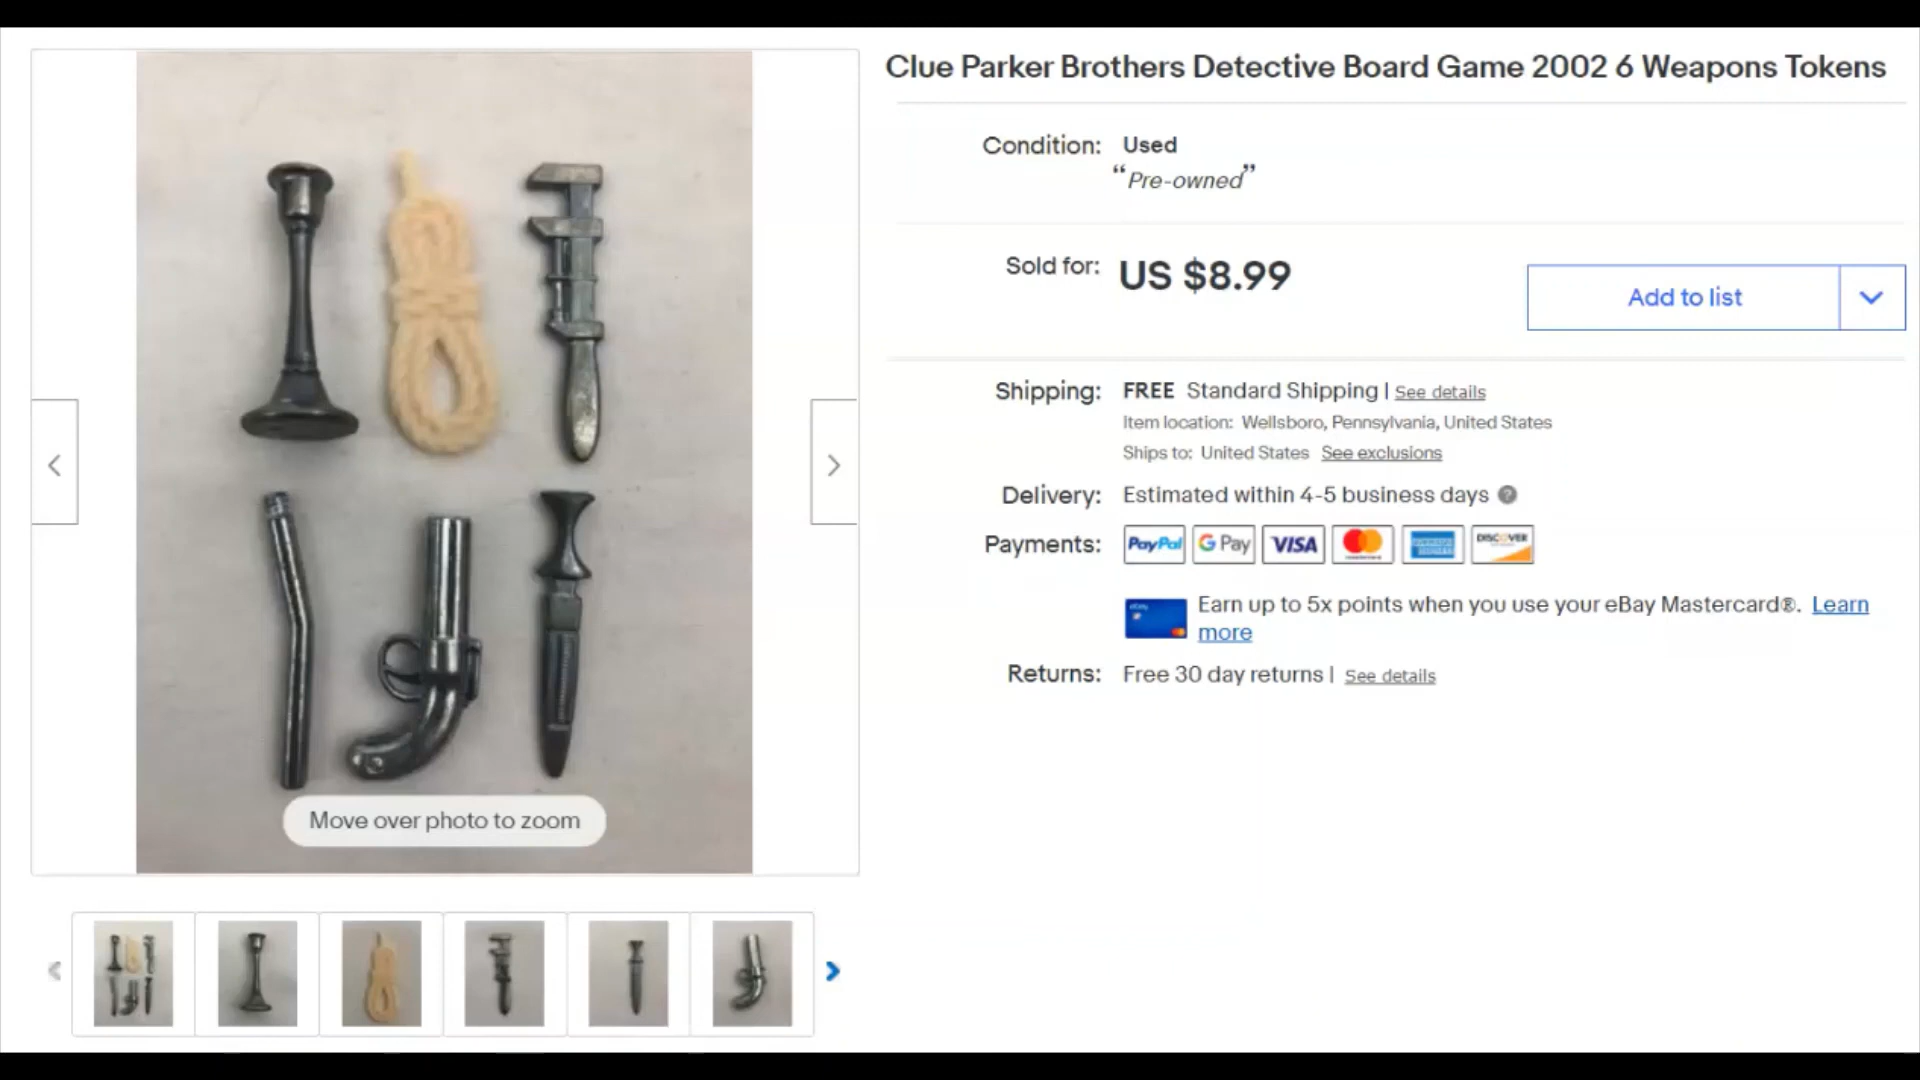 Clue Parker Brothers Detective Board Game 2002 6 Weapons Tokens
Condition: Used
“Pre-owned”
Sold for: US $8.99
Add to list
Shipping: FREE Standard Shipping | See details
Item location: Wellsboro, Pennsylvania, United States
Ships to: United States See exclusions
Delivery: Estimated within 4-5 business days ?
Payments: PayPal G Pay VISA DISCOVER
Earn up to 5x points when you use your eBay Mastercard®. Learn
more
Returns: Free 30 day returns | See details
Move over photo to zoom